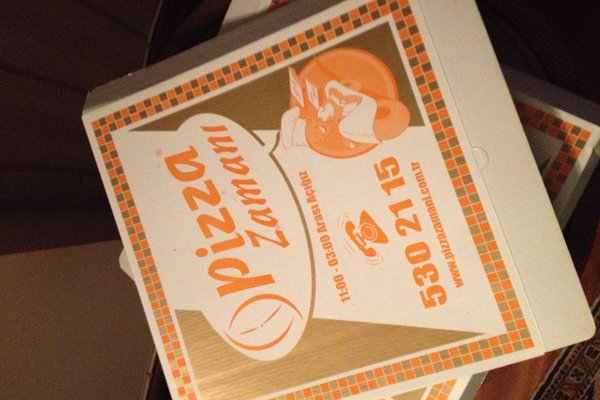 pizza®
Zamanı
11:00 - 03:00 Arası Açığız
530 21 15
www.pizzazamani.com.tr